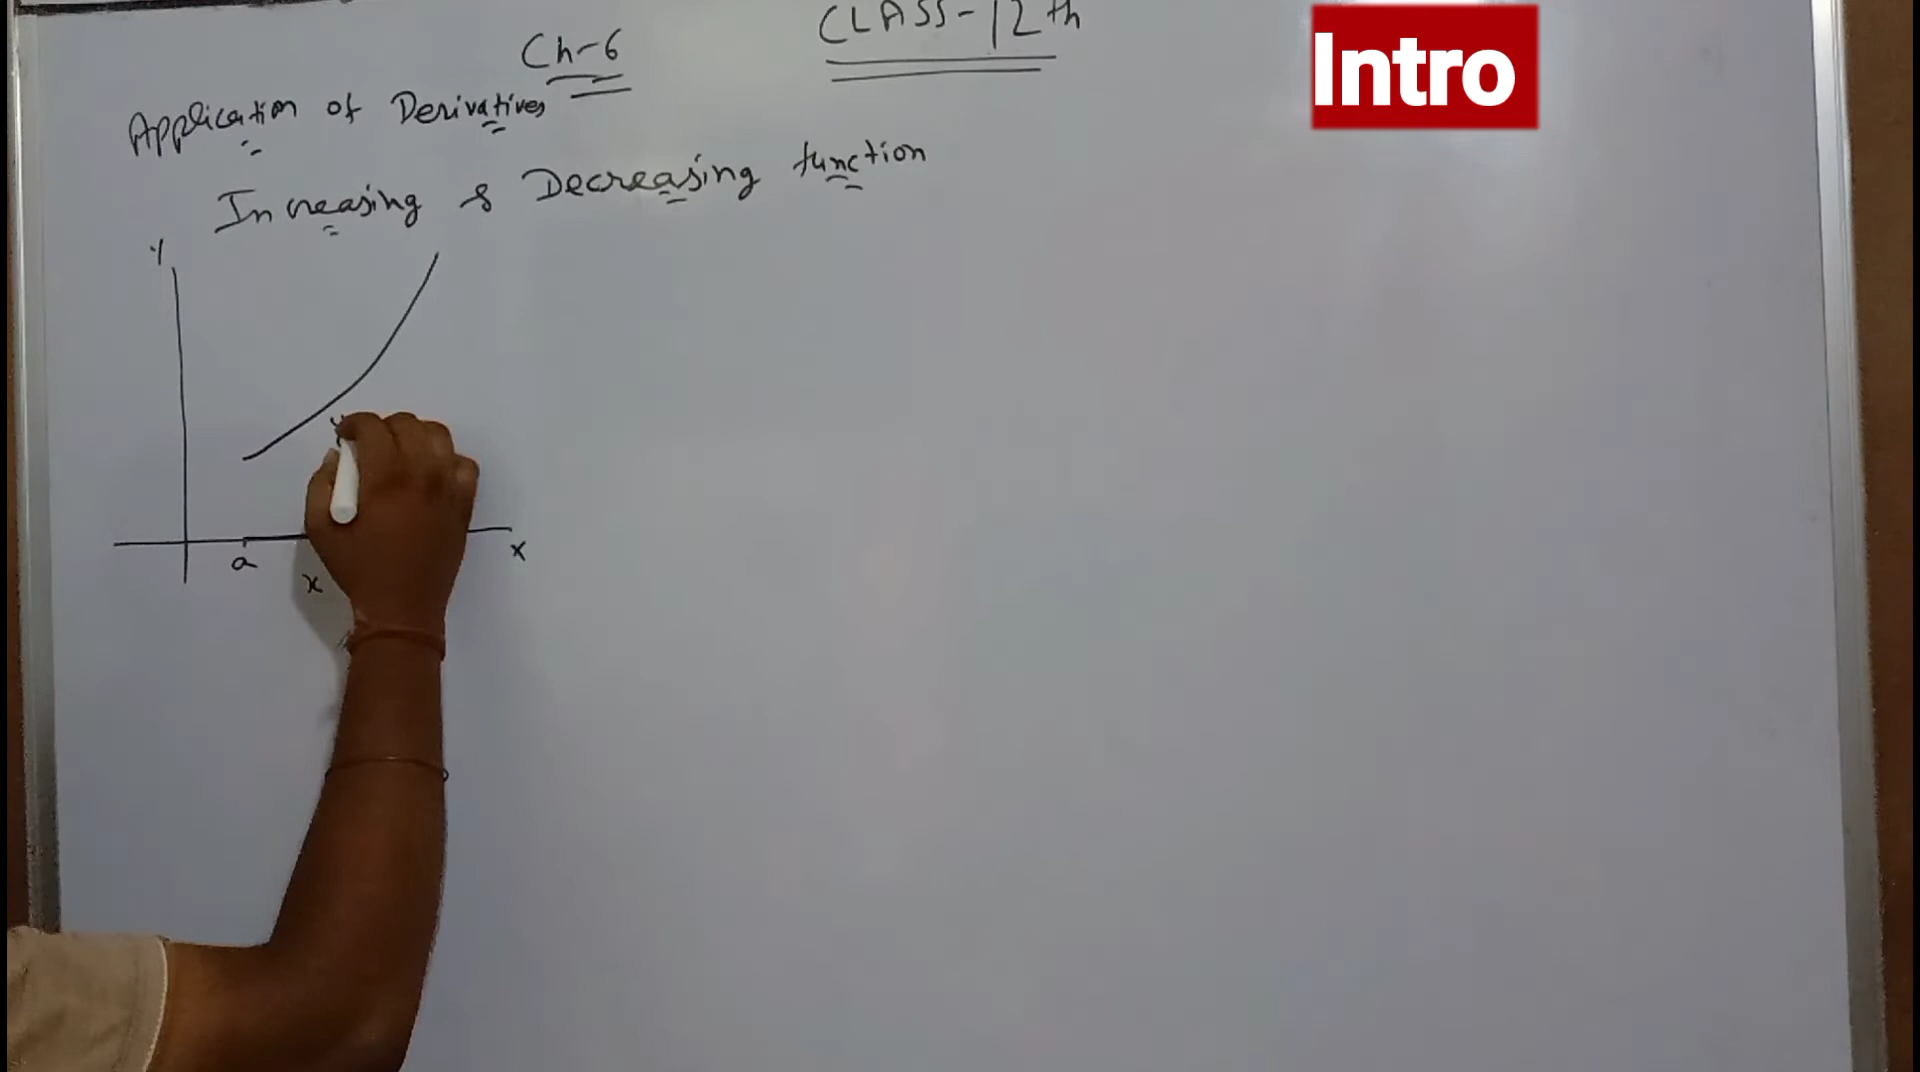 CLASS-12th
Intro
Ch-6
Application of Derivatives
Increasing & Decreasing function
Y
a
x
X